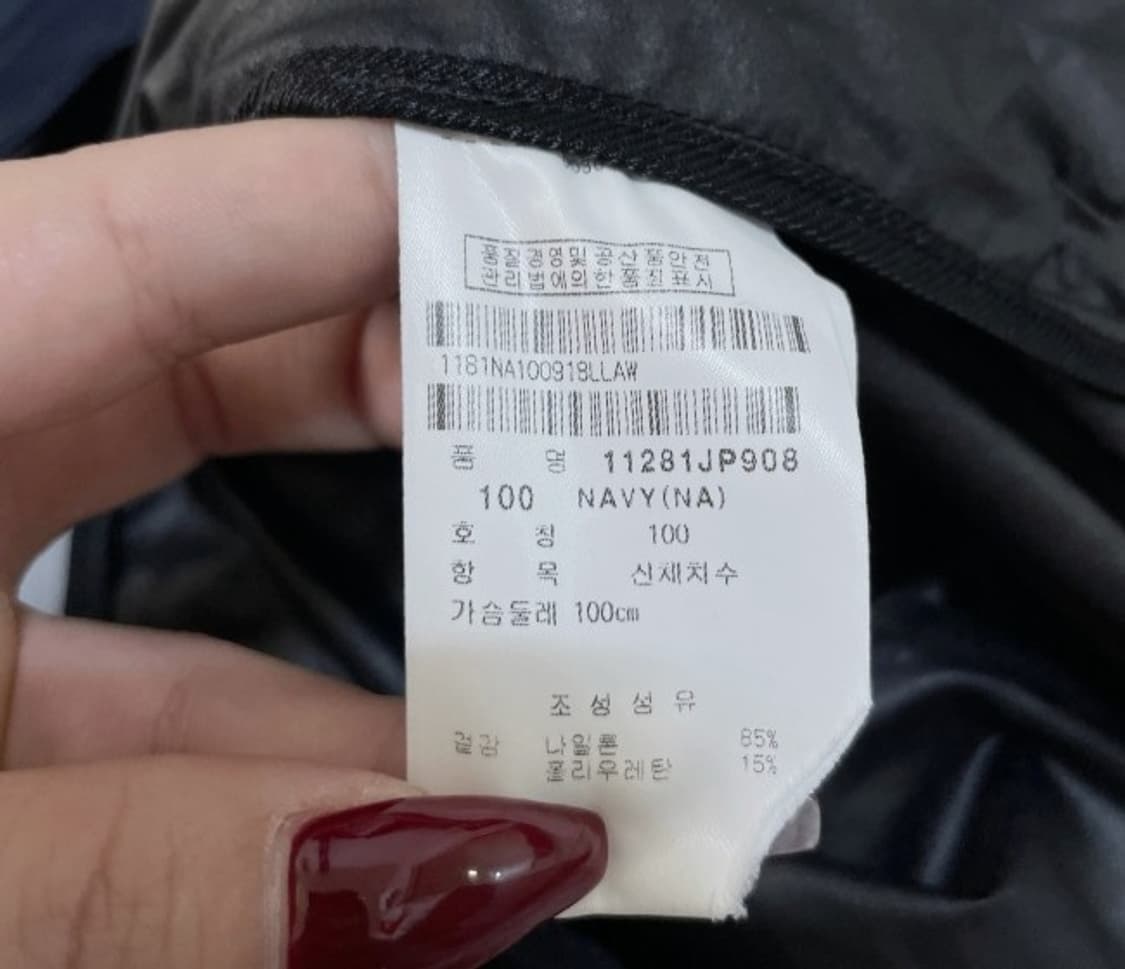 품질경영및공산품안전
관리법에의한품질표시
1181NA100918LLAW
품 명 11281JP908
100 NAVY(NA)
호 칭 100
항 목 신체치수
가슴둘레 100cm
조성섬유
겉감 나일론 85%
폴리우레탄 15%